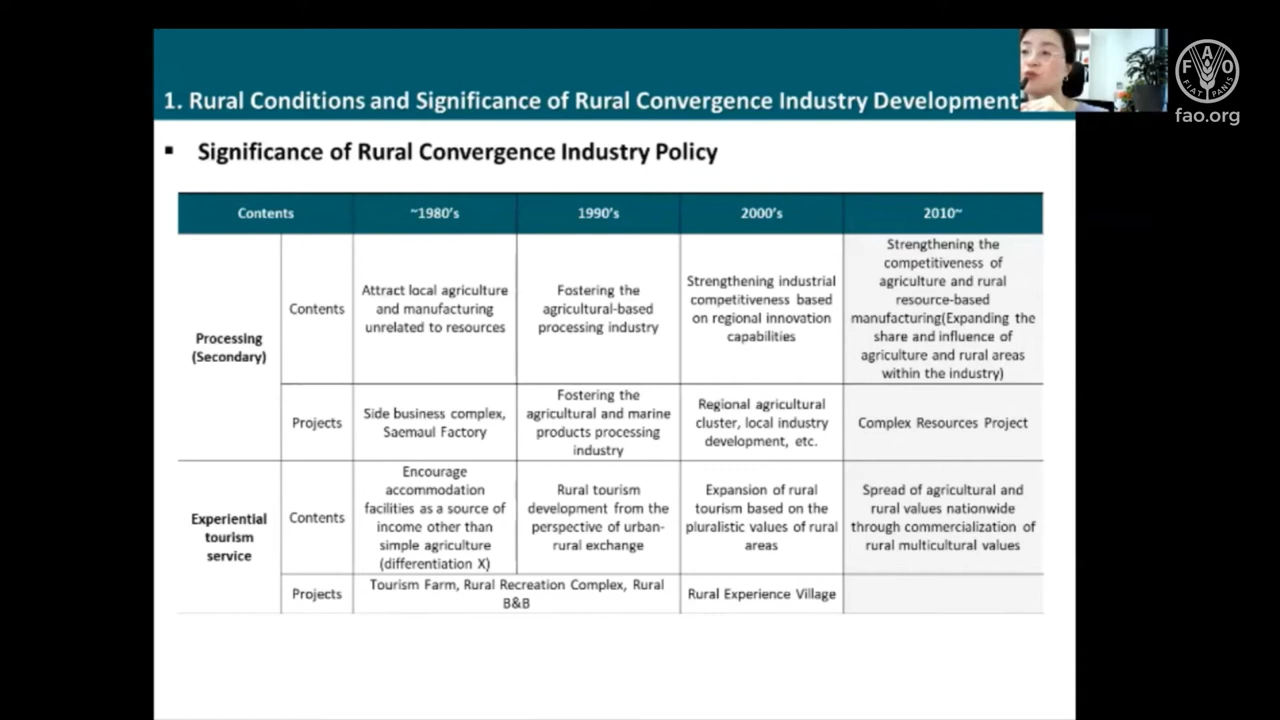 1. Rural Conditions and Significance of Rural Convergence Industry Development
FAO
FIAT PANIS
fao.org
▪ Significance of Rural Convergence Industry Policy
Contents
~1980's
1990's
2000's
2010~
Processing
(Secondary)
Contents
Attract local agriculture
and manufacturing
unrelated to resources
Fostering the
agricultural-based
processing industry
Strengthening industrial
competitiveness based
on regional innovation
capabilities
Strengthening the
competitiveness of
agriculture and rural
resource-based
manufacturing(Expanding the
share and influence of
agriculture and rural areas
within the industry)
Projects
Side business complex,
Saemaul Factory
Fostering the
agricultural and marine
products processing
industry
Regional agricultural
cluster, local industry
development, etc.
Complex Resources Project
Experiential
tourism
service
Contents
Encourage
accommodation
facilities as a source of
income other than
simple agriculture
(differentiation X)
Rural tourism
development from the
perspective of urban-
rural exchange
Expansion of rural
tourism based on the
pluralistic values of rural
areas
Spread of agricultural and
rural values nationwide
through commercialization of
rural multicultural values
Projects
Tourism Farm, Rural Recreation Complex, Rural
B&B
Rural Experience Village